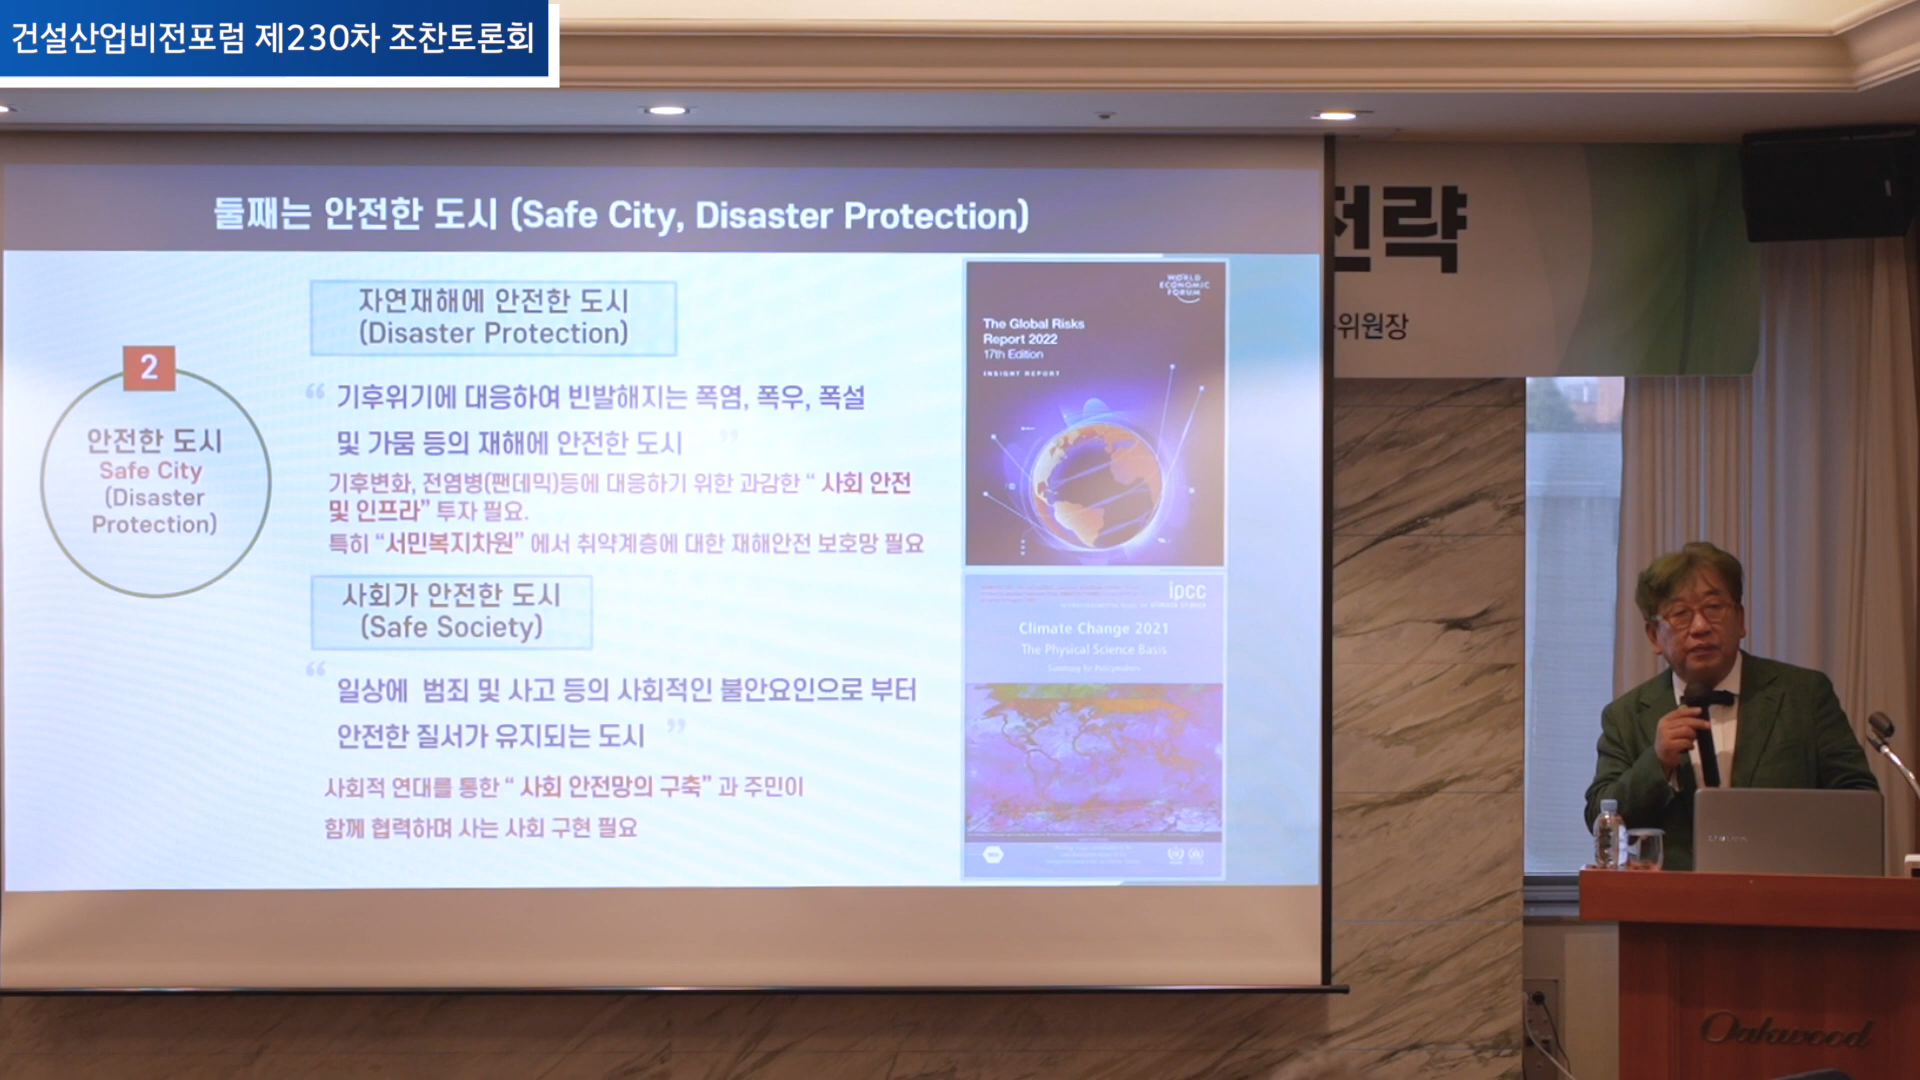 건설산업비전포럼 제230차 조찬토론회
둘째는 안전한 도시 (Safe City, Disaster Protection)
전략
위원장
2
안전한 도시
Safe City
(Disaster
Protection)
자연재해에 안전한 도시
(Disaster Protection)
“ 기후위기에 대응하여 빈발해지는 폭염, 폭우, 폭설
및 가뭄 등의 재해에 안전한 도시 ”
기후변화, 전염병(팬데믹)등에 대응하기 위한 과감한 “ 사회 안전
및 인프라” 투자 필요.
특히 “서민복지차원” 에서 취약계층에 대한 재해안전 보호망 필요
사회가 안전한 도시
(Safe Society)
“ 일상에 범죄 및 사고 등의 사회적인 불안요인으로 부터
안전한 질서가 유지되는 도시 ”
사회적 연대를 통한 “ 사회 안전망의 구축” 과 주민이
함께 협력하며 사는 사회 구현 필요
WORLD
ECONOMIC
FORUM
The Global Risks
Report 2022
17th Edition
INSIGHT REPORT
ipcc
Climate Change 2021
The Physical Science Basis
Summary for Policymakers
SAMSUNG
Oakwood